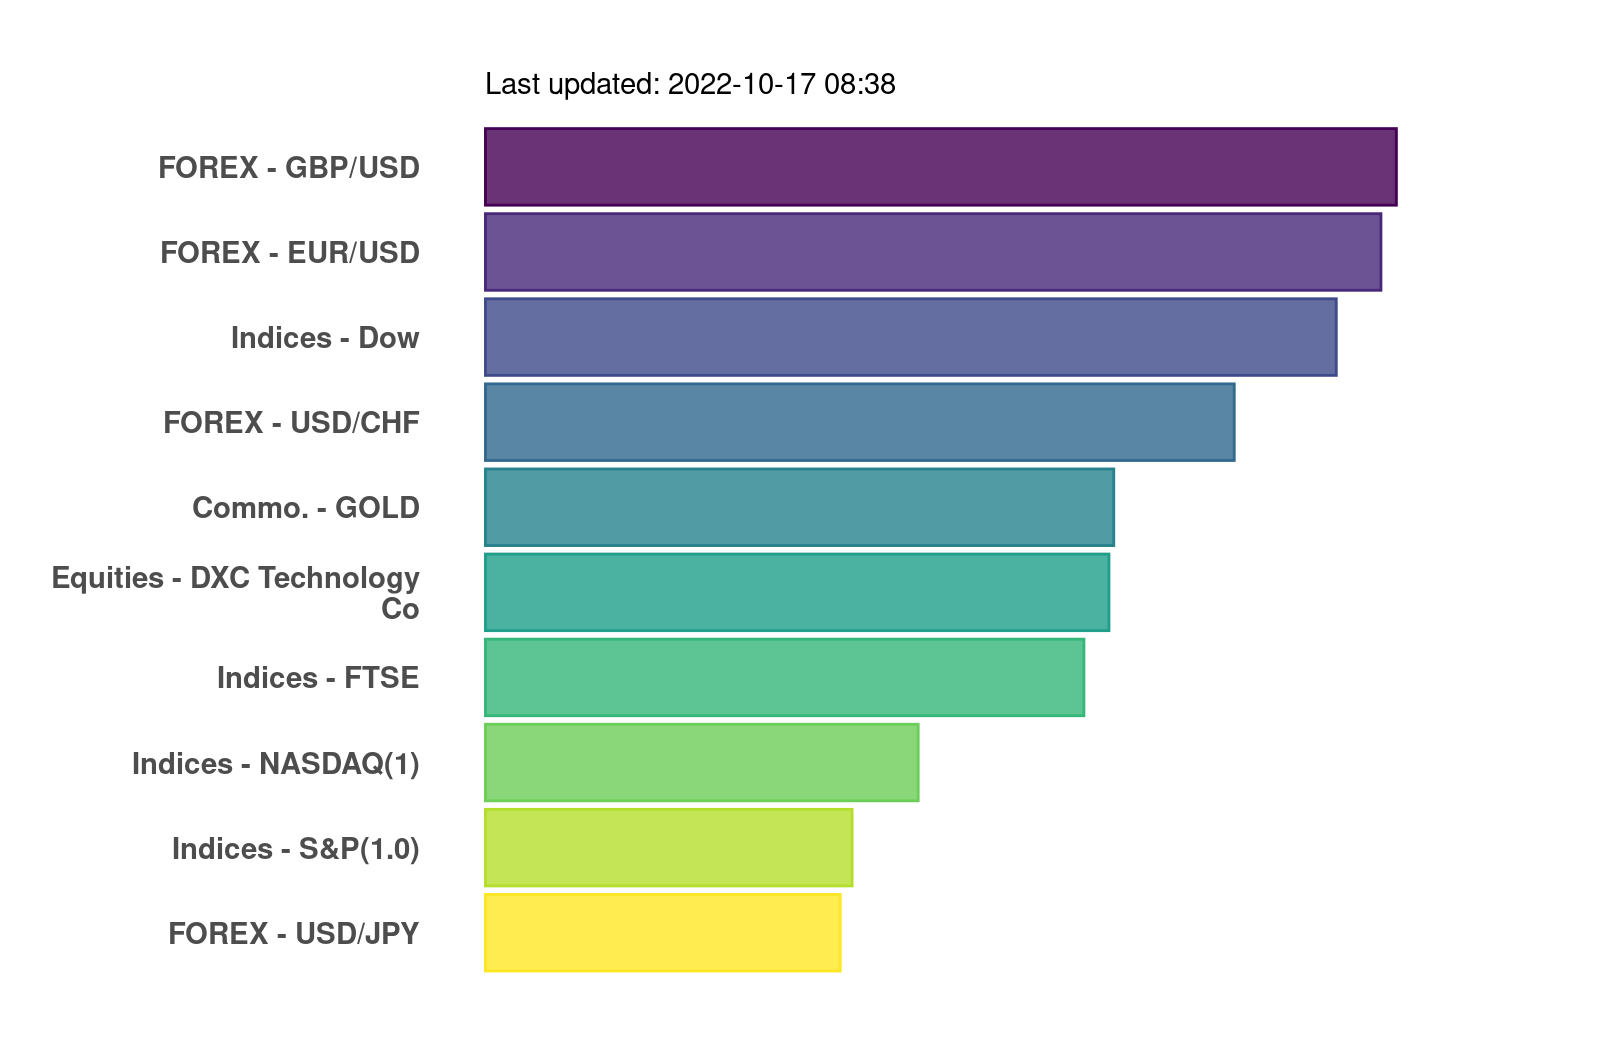 Last updated: 2022-10-17 08:38
FOREX - GBP/USD
FOREX - EUR/USD
Indices - Dow
FOREX - USD/CHF
Commo. - GOLD
Equities - DXC Technology
Co
Indices - FTSE
Indices - NASDAQ(1)
Indices - S&P(1.0)
FOREX - USD/JPY